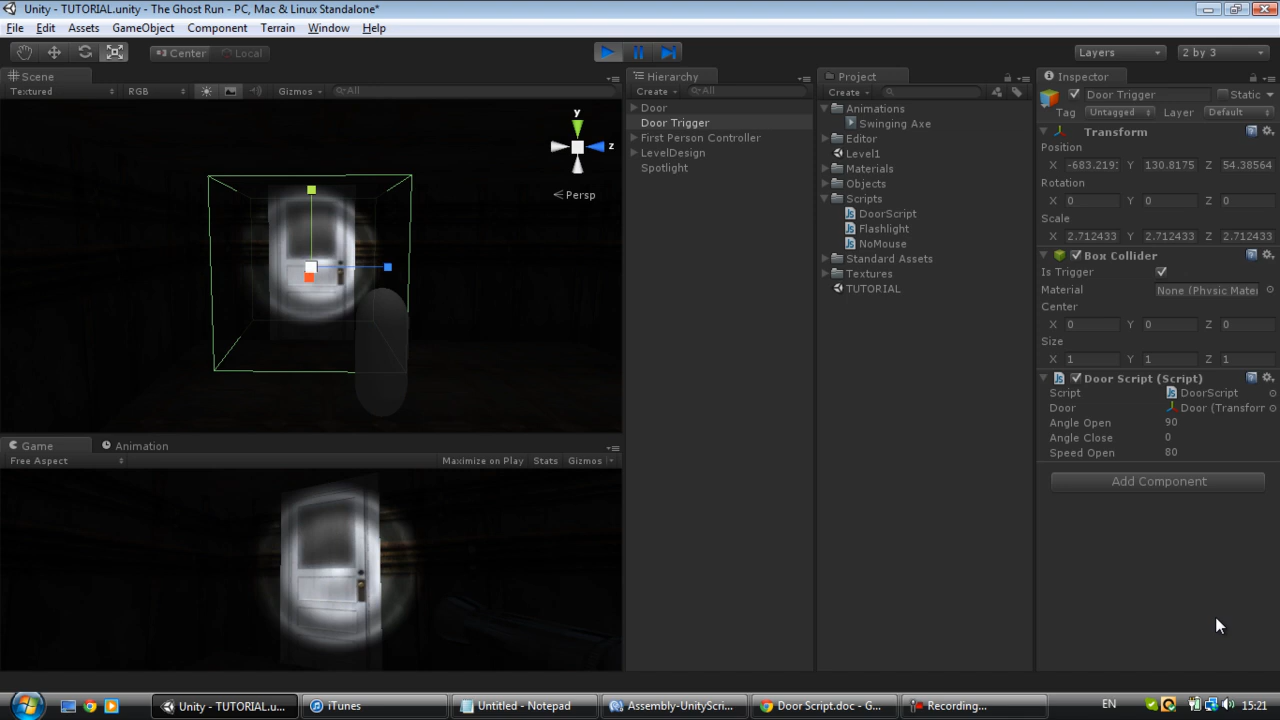 Unity - TUTORIAL.unity - The Ghost Run - PC, Mac & Linux Standalone*
File Edit Assets GameObject Component Terrain Window Help
Center Local Layers 2 by 3
Scene Hierarchy Project Inspector
Textured RGB Gizmos All Create All Create
Door Trigger Static
Tag Untagged Layer Default
Door
Door Trigger
First Person Controller
LevelDesign
Spotlight
Animations
Swinging Axe
Editor
Level1
Materials
Objects
Scripts
DoorScript
Flashlight
NoMouse
Standard Assets
Textures
TUTORIAL
y
z
Persp
Transform
Position
X -683.219: Y 130.8175 Z 54.38564
Rotation
X 0 Y 0 Z 0
Scale
X 2.712433 Y 2.712433 Z 2.712433
Box Collider
Is Trigger
Material None (Physic Mater
Center
X 0 Y 0 Z 0
Size
X 1 Y 1 Z 1
Door Script (Script)
Script DoorScript
Door Door (Transforr
Angle Open 90
Angle Close 0
Speed Open 80
Add Component
Game Animation
Free Aspect Maximize on Play Stats Gizmos
Unity - TUTORIAL.u... iTunes Untitled - Notepad Assembly-UnityScri... Door Script.doc - G... Recording... EN 15:21